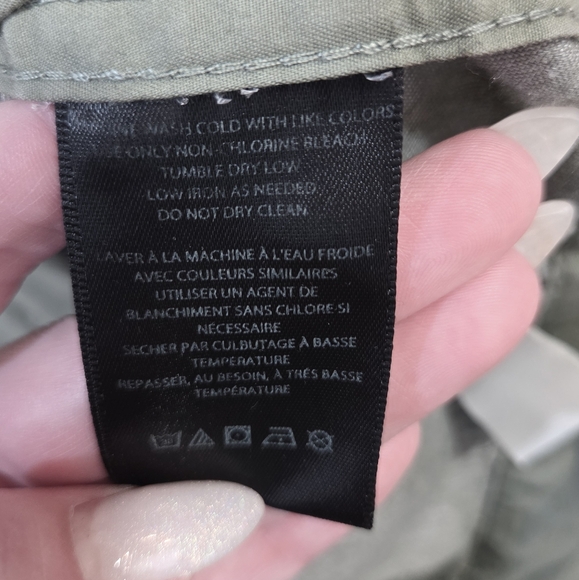 WASH COLD WITH LIKE COLORS
ONLY NON-CHLORINE BLEACH
TUMBLE DRY LOW
LOW IRON AS NEEDED
DO NOT DRY CLEAN
LAVER À LA MACHINE À L'EAU FROIDE
AVEC COULEURS SIMILAIRES
UTILISER UN AGENT DE
BLANCHIMENT SANS CHLORE SI
NÉCESSAIRE
SECHER PAR CULBUTAGE À BASSE
TEMPÉRATURE
REPASSER, AU BESOIN, À TRÈS BASSE
TEMPÉRATURE